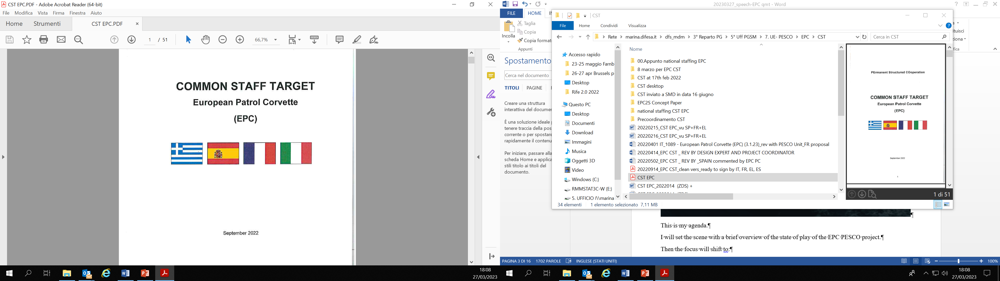 CST EPC.PDF - Adobe Acrobat Reader (64-bit)
File Modifica Vista Firma Finestra Aiuto
Home Strumenti CST EPC.PDF ×
1 / 51 66,7%
COMMON STAFF TARGET
European Patrol Corvette
(EPC)
September 2022
18:08
27/03/2023
20230327_speech-EPC qmt - Word
FILE HOME
Incolla
Taglia
Copia
Copia format
Appunti
Spostamento
Cerca nel documento
TITOLI PAGINE
Creare una struttura
interattiva del documen
È una soluzione ideale
tenere traccia della pos
corrente o per spostare
rapidamente il contenu
Per iniziare, passare alla
scheda Home e applica
stili titolo ai titoli del
documento.
CST
File Home Condividi Visualizza
Rete > marina.difesa.it > dfs_mdm > 3° Reparto PG > 5° Uff PGSM > 7. UE- PESCO > EPC > CST
Cerca in CST
Accesso rapido
23-25 maggio Farnb
26-27 apr Brussels p
Desktop
Rife 2.0 2022
Questo PC
Desktop
Documenti
Download
Immagini
Musica
Oggetti 3D
Video
Windows (C:)
RMMSTAT3C-W (E:)
5. UFFICIO (\\marina
Nome
00.Appunto national staffing EPC
8 marzo per EPC CST
CST at 17th feb 2022
CST desktop
CST inviato a SMD in data 16 giugno
EPC2S Concept Paper
national staffing CST EPC
Precoordinamento CST
20220215_CST EPC_vu SP+FR+EL
20220216_CST EPC_vu SP+FR+EL
20220401 IT_1089 - European Patrol Corvette (EPC) (3.1.23)_rev with PESCO Unit_FR proposal
20220414_EPC CST _ REV BY DESIGN EXPERT AND PROJECT COORDINATOR
20220502_EPC CST _ REV BY _SPAIN commented by EPC PC
20220914_EPC CST_clean vers_ready to sign by IT, FR, EL, ES
CST EPC
CST EPC_2022014 (ZDS) +
PErmanent Structured COoperation
COMMON STAFF TARGET
European Patrol Corvette
(EPC)
September 2022
1
1 di 51
34 elementi 1 elemento selezionato 7,11 MB
This·is·my·agenda.¶
I·will·set·the·scene·with·a·brief·overview·of·the·state·of·play·of·the·EPC·PESCO·project.¶
Then·the·focus·will·shift·to:¶
PAGINA 3 DI 16 1702 PAROLE INGLESE (STATI UNITI) 100%
18:08
27/03/2023